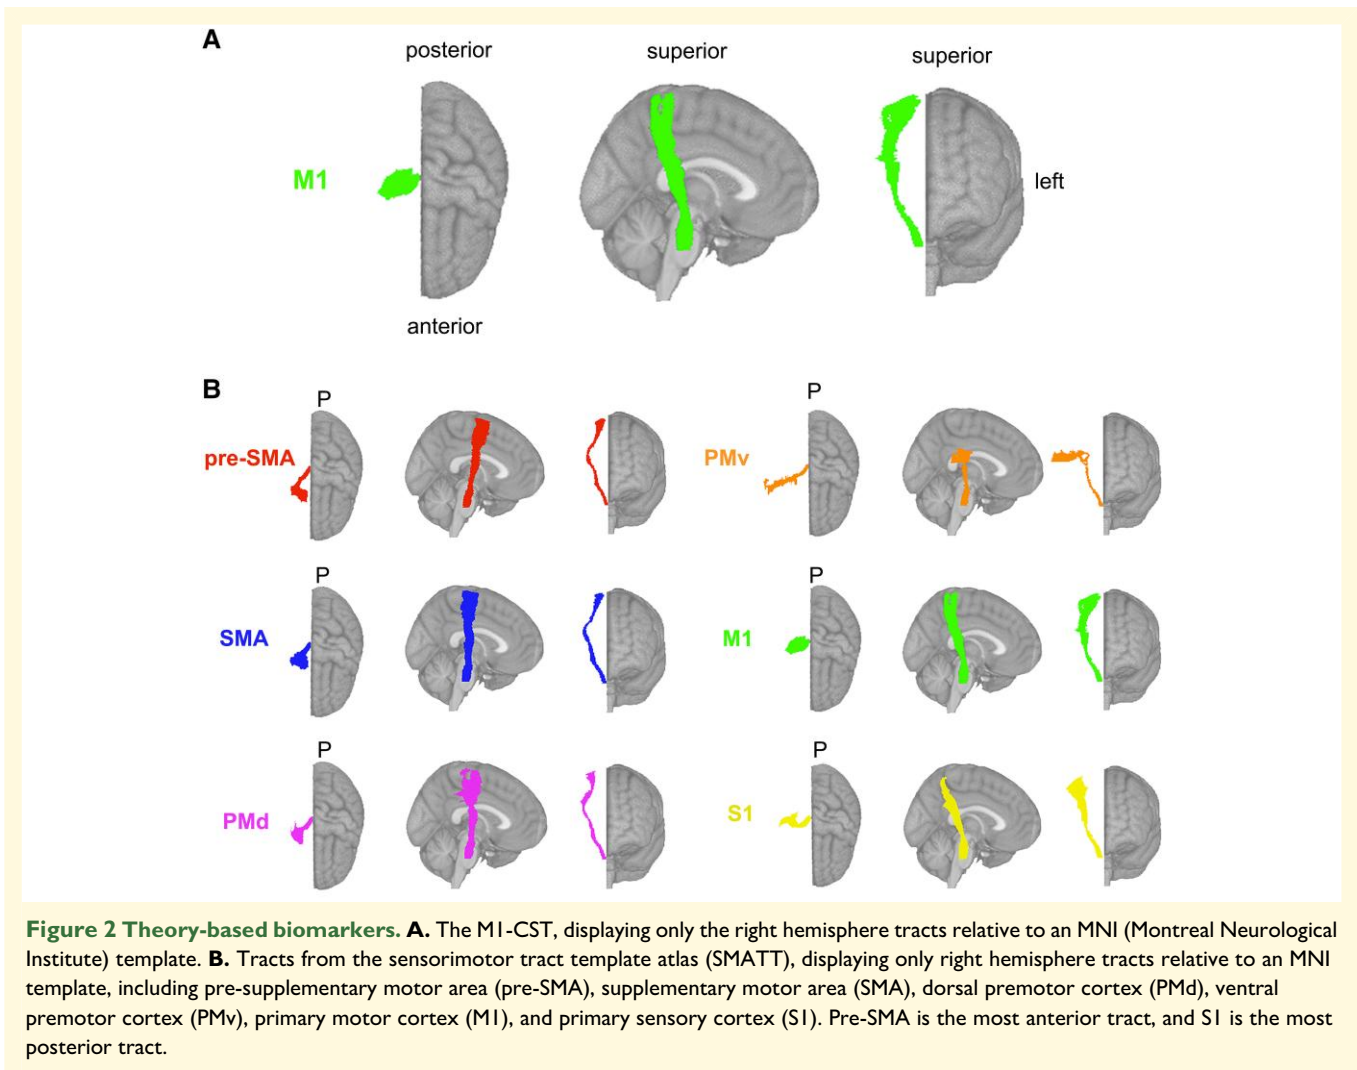 A
posterior
superior
superior
M1
left
anterior
B
P
P
pre-SMA
PMv
P
P
SMA
M1
P
P
PMd
S1
Figure 2 Theory-based biomarkers. A. The M1-CST, displaying only the right hemisphere tracts relative to an MNI (Montreal Neurological
Institute) template. B. Tracts from the sensorimotor tract template atlas (SMATT), displaying only right hemisphere tracts relative to an MNI
template, including pre-supplementary motor area (pre-SMA), supplementary motor area (SMA), dorsal premotor cortex (PMd), ventral
premotor cortex (PMv), primary motor cortex (M1), and primary sensory cortex (S1). Pre-SMA is the most anterior tract, and S1 is the most
posterior tract.